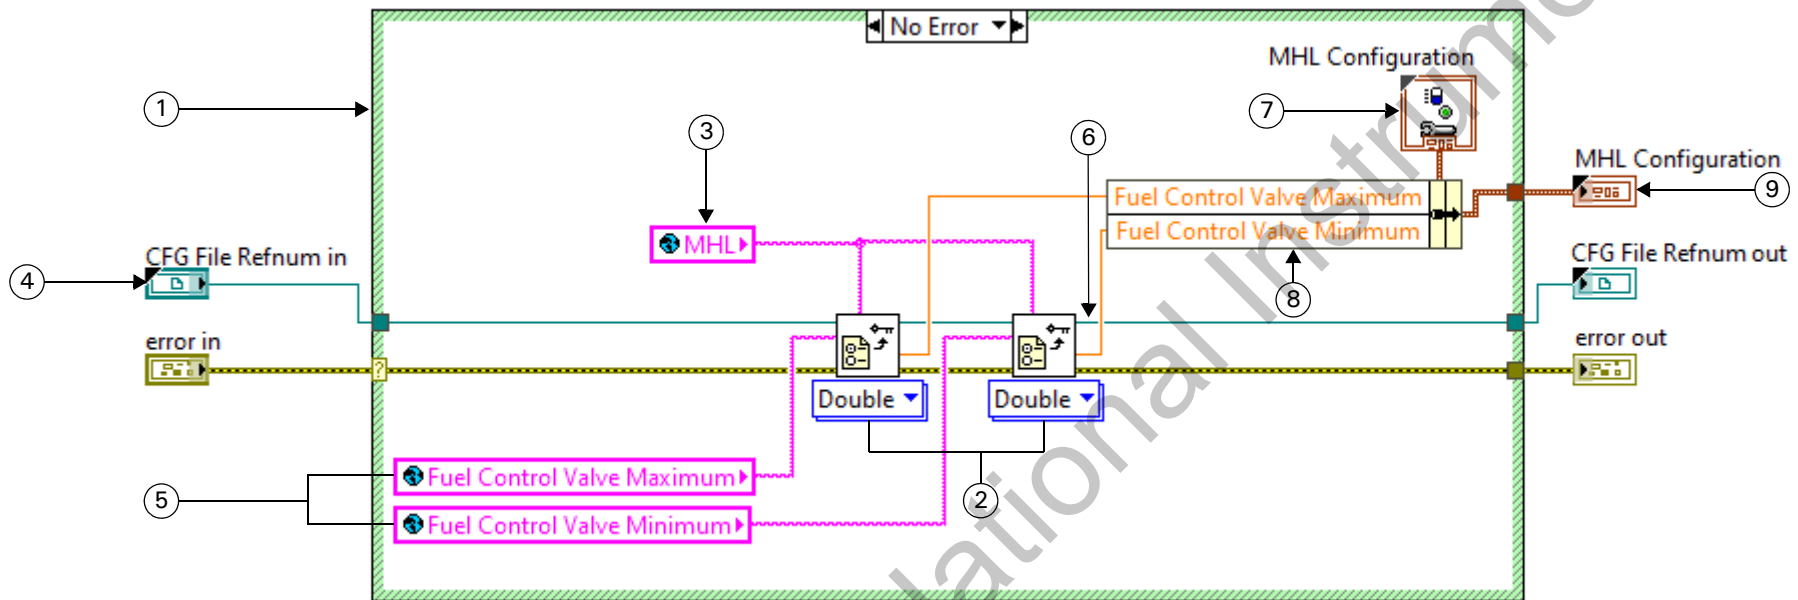 No Error
MHL Configuration
1
7
3
6
MHL Configuration
9
Fuel Control Valve Maximum
Fuel Control Valve Minimum
MHL
CFG File Refnum in
CFG File Refnum out
4
8
error in
error out
?
Double
Double
Fuel Control Valve Maximum
5
2
Fuel Control Valve Minimum
ational Instrume